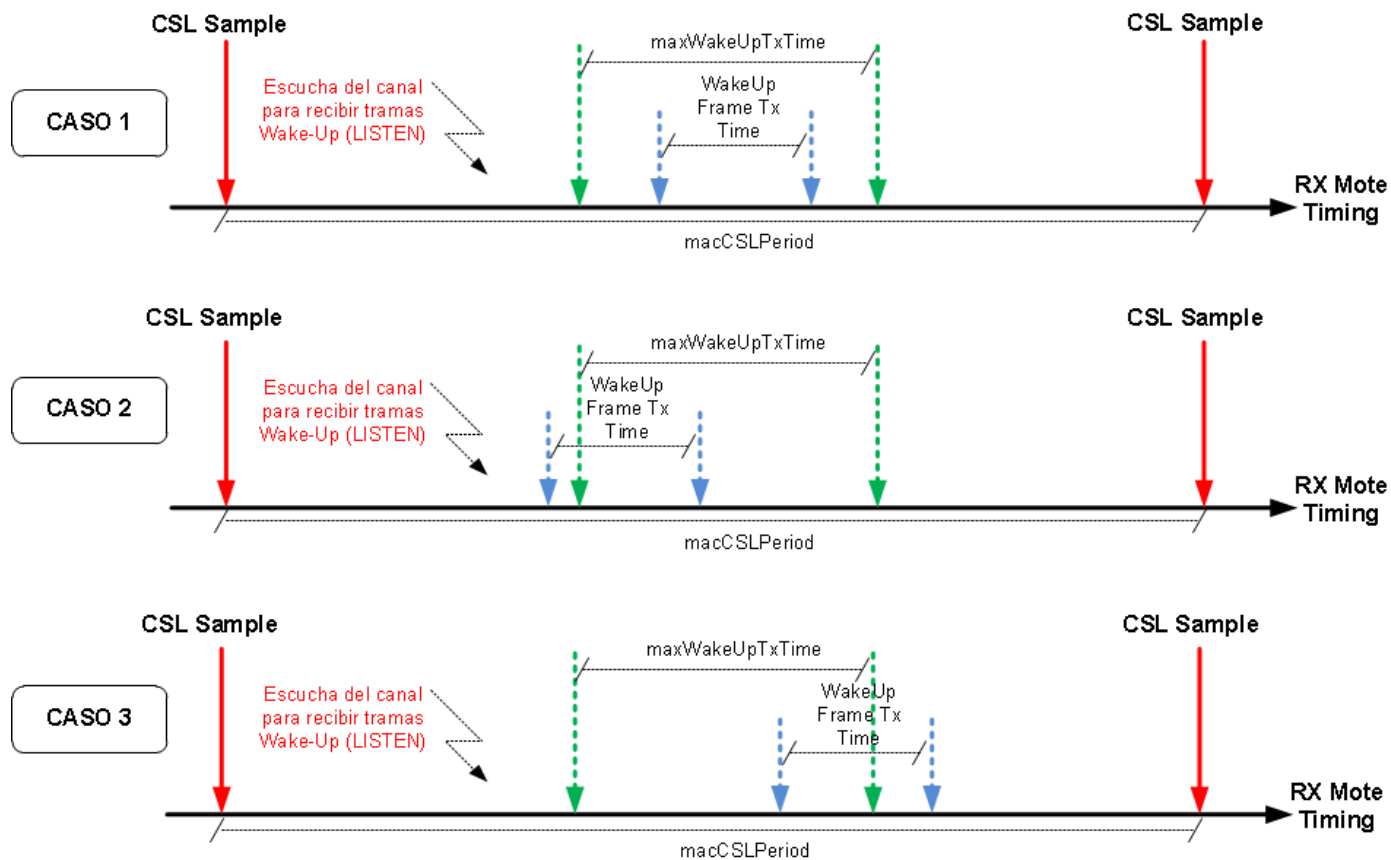 CSL Sample
CSL Sample
maxWakeUpTxTime
CASO 1
Escucha del canal
para recibir tramas
Wake-Up (LISTEN)
WakeUp
Frame Tx
Time
RX Mote
Timing
macCSLPeriod
CSL Sample
CSL Sample
maxWakeUpTxTime
CASO 2
Escucha del canal
para recibir tramas
Wake-Up (LISTEN)
WakeUp
Frame Tx
Time
RX Mote
Timing
macCSLPeriod
CSL Sample
CSL Sample
maxWakeUpTxTime
CASO 3
Escucha del canal
para recibir tramas
Wake-Up (LISTEN)
WakeUp
Frame Tx
Time
RX Mote
Timing
macCSLPeriod